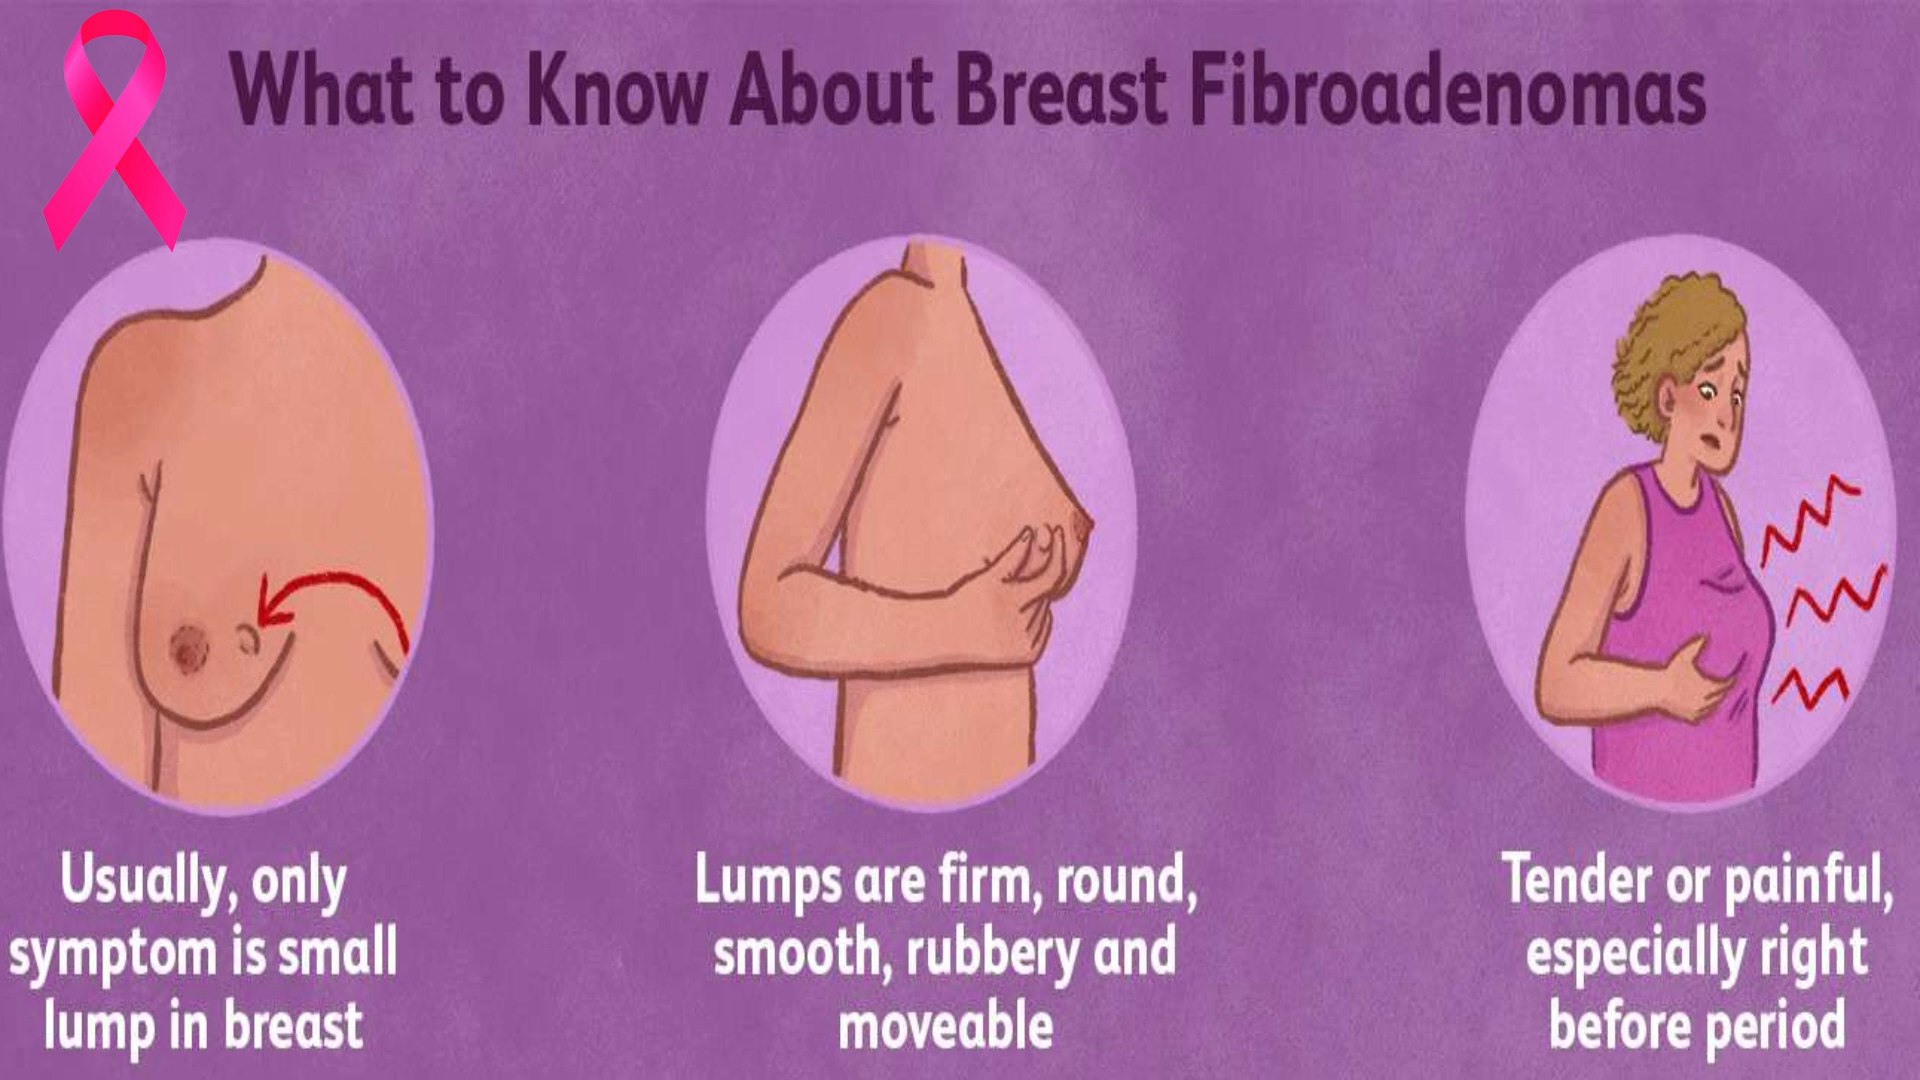 What to Know About Breast Fibroadenomas
Usually, only
symptom is small
lump in breast
Lumps are firm, round,
smooth, rubbery and
moveable
Tender or painful,
especially right
before period